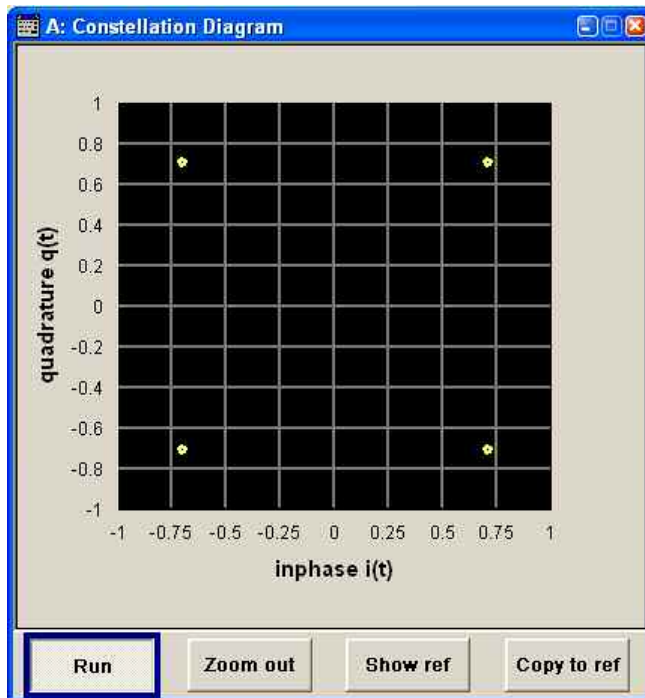 A: Constellation Diagram
1
0.8
0.6
0.4
0.2
0
-0.2
-0.4
-0.6
-0.8
-1
quadrature q(t)
-1 -0.75 -0.5 -0.25 0 0.25 0.5 0.75 1
inphase i(t)
Run Zoom out Show ref Copy to ref